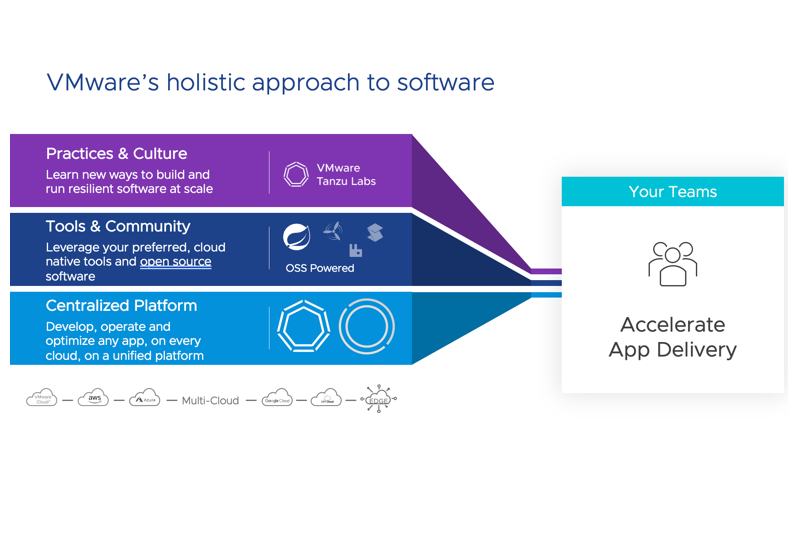 VMware's holistic approach to software
Practices & Culture
Learn new ways to build and
run resilient software at scale
VMware
Tanzu Labs
Tools & Community
Leverage your preferred, cloud
native tools and open source
software
OSS Powered
Centralized Platform
Develop, operate and
optimize any app, on every
cloud, on a unified platform
Your Teams
Accelerate
App Delivery
VMware
Cloud
aws
Azure
Multi-Cloud
Google Cloud
EDGE